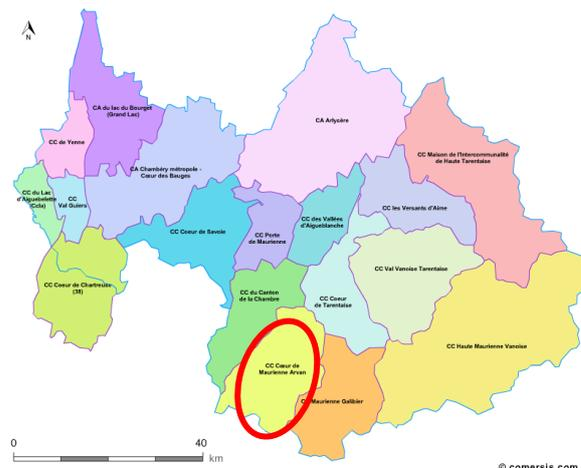 N
CA du lac du Bourget
(Grand Lac)
CA Arlysère
CC de Yenne
CC Maison de l'Intercommunalité
de Haute Tarentaise
CA Chambéry métropole -
Cœur des Bauges
CC du Lac
d'Aiguebelette
(Ccla)
CC
Val Guiers
CC les Versants d'Aime
CC des Vallées
d'Aigueblanche
CC Coeur de Savoie
CC Porte
de Maurienne
CC Val Vanoise Tarentaise
CC Coeur de Chartreuse
(38)
CC du Canton
de la Chambre
CC Coeur
de Tarentaise
CC Haute Maurienne Vanoise
CC Cœur de
Maurienne Arvan
Maurienne Galibier
0 40
km
© comersis.com